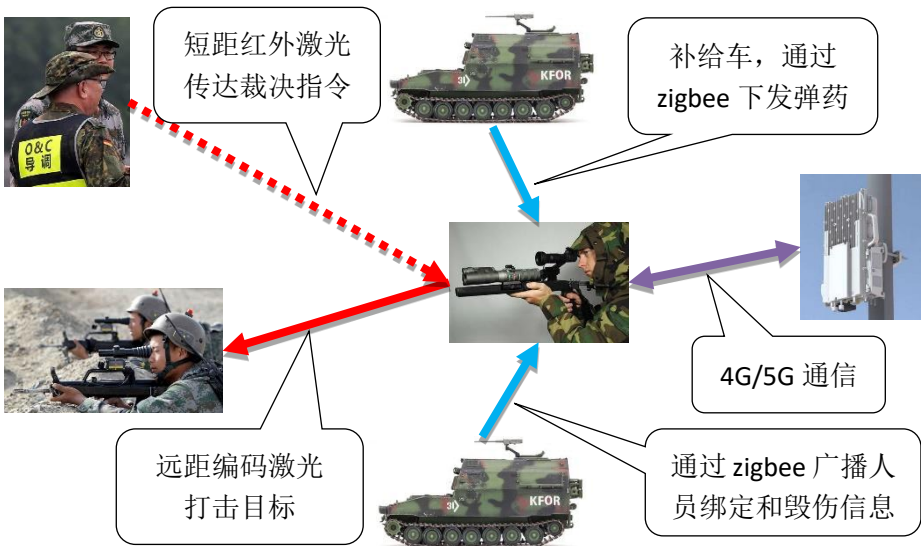 短距红外激光
传达裁决指令
补给车，通过
zigbee 下发弹药
O&C
导调
31
KFOR
4G/5G 通信
远距编码激光
打击目标
通过 zigbee 广播人
员绑定和毁伤信息
31
KFOR